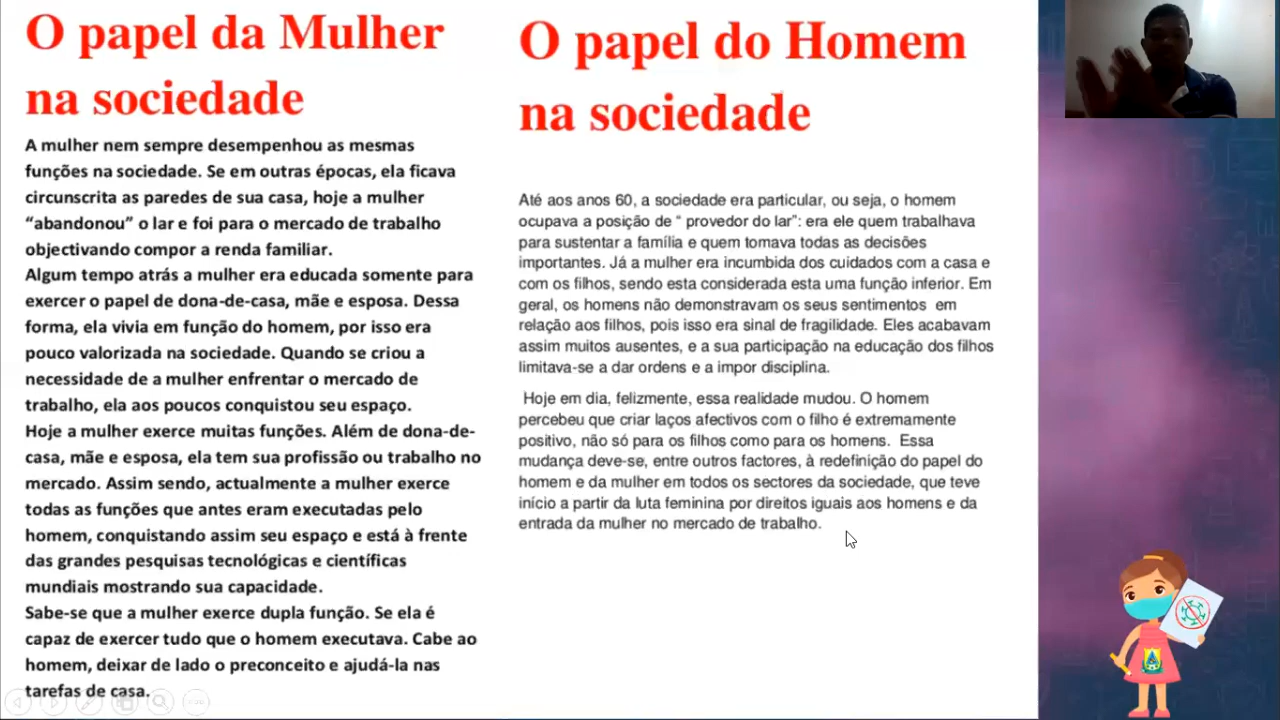 O papel da Mulher
na sociedade
A mulher nem sempre desempenhou as mesmas
funções na sociedade. Se em outras épocas, ela ficava
circunscrita as paredes de sua casa, hoje a mulher
“abandonou” o lar e foi para o mercado de trabalho
objectivando compor a renda familiar.
Algum tempo atrás a mulher era educada somente para
exercer o papel de dona-de-casa, mãe e esposa. Dessa
forma, ela vivia em função do homem, por isso era
pouco valorizada na sociedade. Quando se criou a
necessidade de a mulher enfrentar o mercado de
trabalho, ela aos poucos conquistou seu espaço.
Hoje a mulher exerce muitas funções. Além de dona-de-
casa, mãe e esposa, ela tem sua profissão ou trabalho no
mercado. Assim sendo, actualmente a mulher exerce
todas as funções que antes eram executadas pelo
homem, conquistando assim seu espaço e está à frente
das grandes pesquisas tecnológicas e científicas
mundiais mostrando sua capacidade.
Sabe-se que a mulher exerce dupla função. Se ela é
capaz de exercer tudo que o homem executava. Cabe ao
homem, deixar de lado o preconceito e ajudá-la nas
tarefas de casa.
O papel do Homem
na sociedade
Até aos anos 60, a sociedade era particular, ou seja, o homem
ocupava a posição de “ provedor do lar”: era ele quem trabalhava
para sustentar a família e quem tomava todas as decisões
importantes. Já a mulher era incumbida dos cuidados com a casa e
com os filhos, sendo esta considerada esta uma função inferior. Em
geral, os homens não demonstravam os seus sentimentos em
relação aos filhos, pois isso era sinal de fragilidade. Eles acabavam
assim muitos ausentes, e a sua participação na educação dos filhos
limitava-se a dar ordens e a impor disciplina.
Hoje em dia, felizmente, essa realidade mudou. O homem
percebeu que criar laços afectivos com o filho é extremamente
positivo, não só para os filhos como para os homens. Essa
mudança deve-se, entre outros factores, à redefinição do papel do
homem e da mulher em todos os sectores da sociedade, que teve
início a partir da luta feminina por direitos iguais aos homens e da
entrada da mulher no mercado de trabalho.